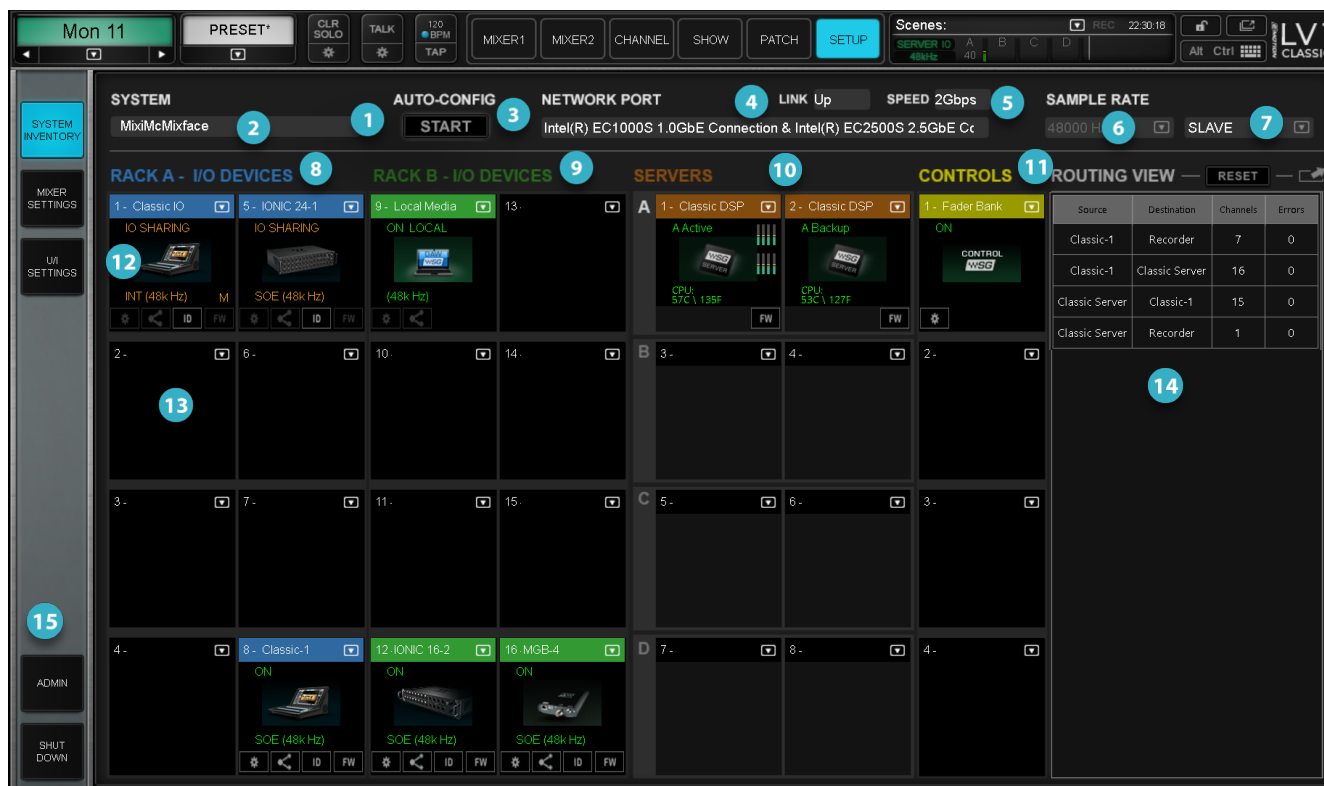 Mon 11
PRESET*
CLR SOLO
TALK
120 BPM
TAP
MIXER1
MIXER2
CHANNEL
SHOW
PATCH
SETUP
Scenes:
REC
22:30:18
SERVER IO
48kHz
A
B
C
D
40
Alt
Ctrl
LV
CLASSI
SYSTEM
AUTO-CONFIG
NETWORK PORT
LINK Up
SPEED 2Gbps
SAMPLE RATE
MixiMcMixface
START
Intel(R) EC1000S 1.0GbE Connection & Intel(R) EC2500S 2.5GbE Cc
48000 H
SLAVE
1
2
3
4
5
6
7
SYSTEM INVENTORY
MIXER SETTINGS
U/I SETTINGS
15
ADMIN
SHUT DOWN
RACK A - I/O DEVICES
8
RACK B - I/O DEVICES
9
SERVERS
10
CONTROLS
11
ROUTING VIEW
RESET
1 - Classic IO
IO SHARING
12
INT (48k Hz)
M
ID
FW
5 - IONIC 24-1
IO SHARING
SOE (48k Hz)
ID
FW
9 - Local Media
ON LOCAL
WSG
(48k Hz)
13 -
A
1 - Classic DSP
A Active
WSG
SERVER
CPU:
57C \ 135F
FW
2 - Classic DSP
A Backup
WSG
SERVER
CPU:
53C \ 127F
FW
1 - Fader Bank
ON
CONTROL
WSG
Source Destination Channels Errors
Classic-1 Recorder 7 0
Classic-1 Classic Server 16 0
Classic Server Classic-1 15 0
Classic Server Recorder 1 0
14
2 -
13
6 -
10 -
14 -
B
3 -
4 -
2 -
3 -
7 -
11 -
15 -
C
5 -
6 -
3 -
4 -
8 - Classic-1
ON
SOE (48k Hz)
ID
FW
12 -IONIC 16-2
ON
SOE (48k Hz)
ID
FW
16 -MGB-4
ON
SOE (48k Hz)
ID
FW
D
7 -
8 -
4 -